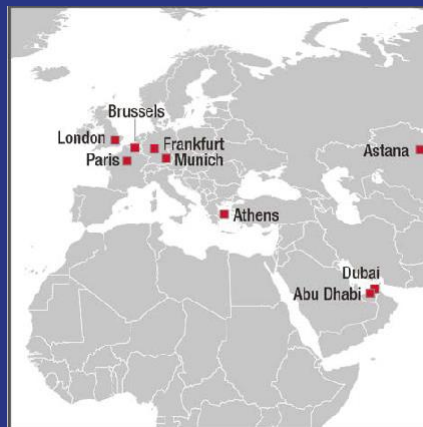 Brussels
London
Frankfurt
Paris
Munich
Astana
Athens
Dubai
Abu Dhabi